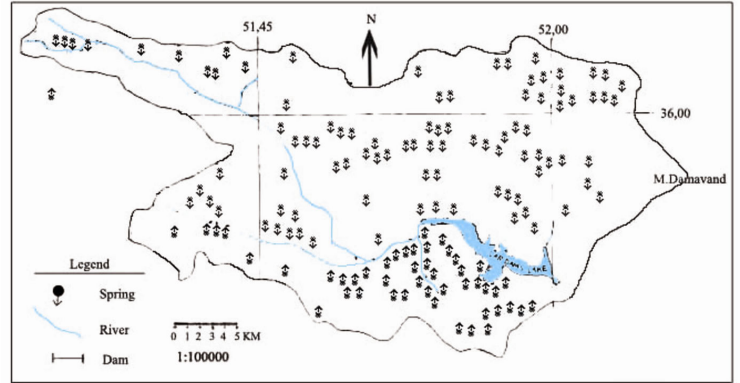 51,45
N
52,00
36,00
M.Damavand
Legend
Spring
River
Dam
0 1 2 3 4 5 KM
1:100000
LAKE